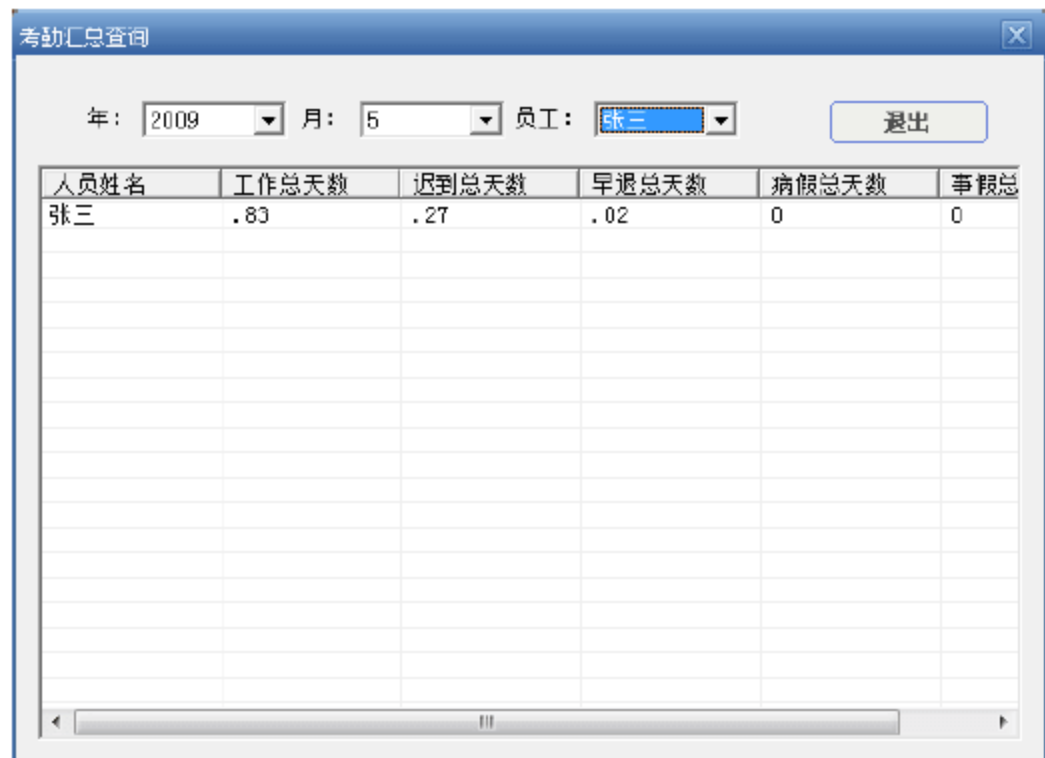 考勤汇总查询
年： 2009 月： 5 员工： 张三 退出
人员姓名 工作总天数 迟到总天数 早退总天数 病假总天数 事假总
张三 .83 .27 .02 0 0